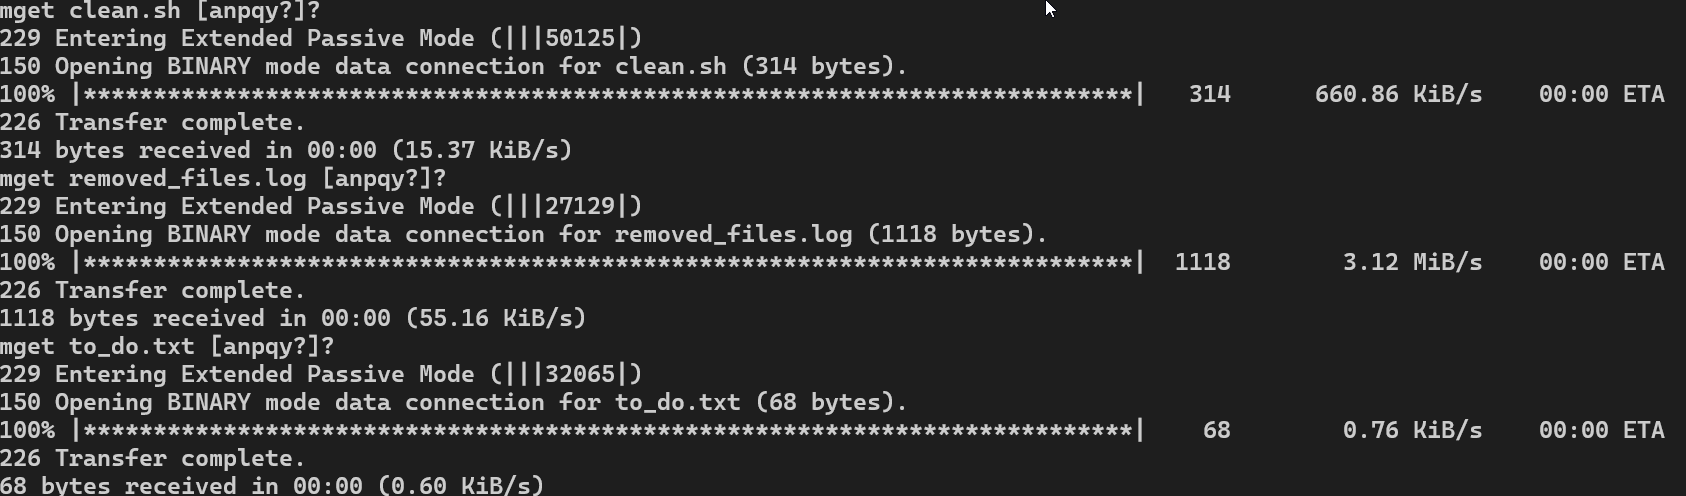 mget clean.sh [anpqy?]?
229 Entering Extended Passive Mode (|||50125|)
150 Opening BINARY mode data connection for clean.sh (314 bytes).
100% |***************************************************************************| 314 660.86 KiB/s 00:00 ETA
226 Transfer complete.
314 bytes received in 00:00 (15.37 KiB/s)
mget removed_files.log [anpqy?]?
229 Entering Extended Passive Mode (|||27129|)
150 Opening BINARY mode data connection for removed_files.log (1118 bytes).
100% |***************************************************************************| 1118 3.12 MiB/s 00:00 ETA
226 Transfer complete.
1118 bytes received in 00:00 (55.16 KiB/s)
mget to_do.txt [anpqy?]?
229 Entering Extended Passive Mode (|||32065|)
150 Opening BINARY mode data connection for to_do.txt (68 bytes).
100% |***************************************************************************| 68 0.76 KiB/s 00:00 ETA
226 Transfer complete.
68 bytes received in 00:00 (0.60 KiB/s)